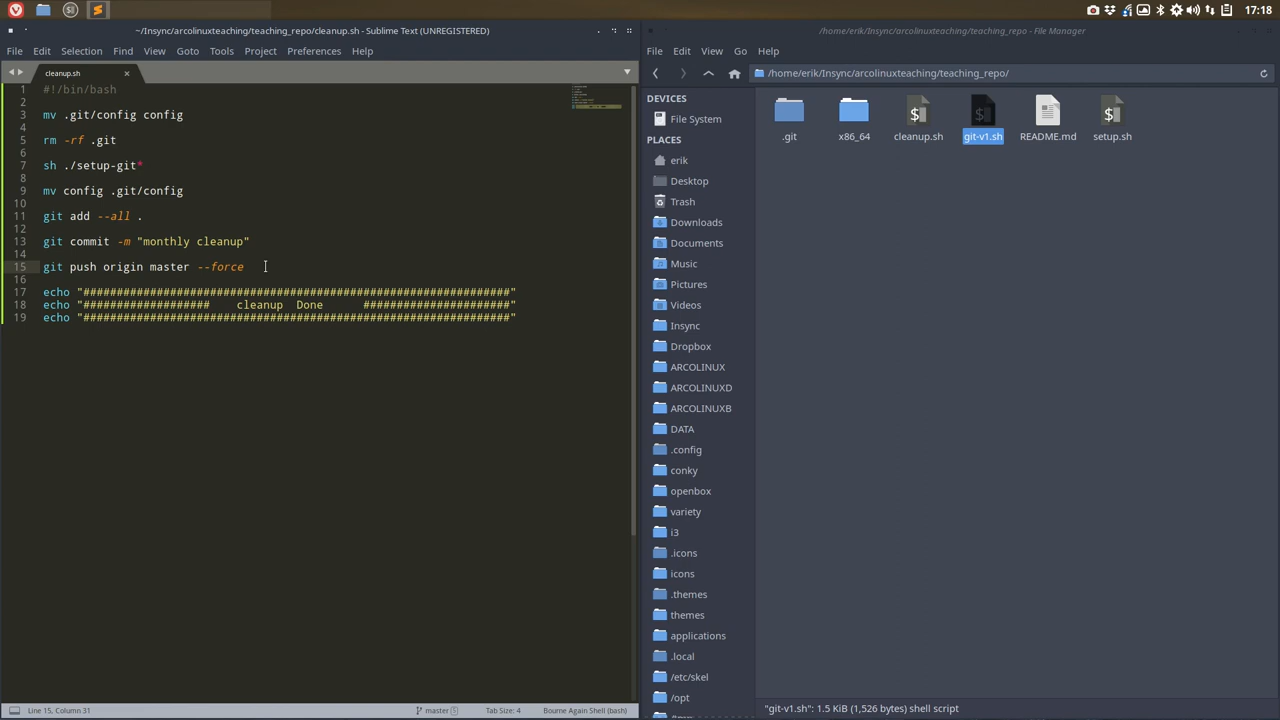 17:18
~/Insync/arcolinuxteaching/teaching_repo/cleanup.sh - Sublime Text (UNREGISTERED)
File Edit Selection Find View Goto Tools Project Preferences Help
cleanup.sh
1 #!/bin/bash
2
3 mv .git/config config
4
5 rm -rf .git
6
7 sh ./setup-git*
8
9 mv config .git/config
10
11 git add --all .
12
13 git commit -m "monthly cleanup"
14
15 git push origin master --force
16
17 echo "################################################################"
18 echo "###################    cleanup  Done      ######################"
19 echo "################################################################"
Line 15, Column 31
master 5
Tab Size: 4
Bourne Again Shell (bash)
/home/erik/Insync/arcolinuxteaching/teaching_repo - File Manager
File Edit View Go Help
/home/erik/Insync/arcolinuxteaching/teaching_repo/
DEVICES
File System
PLACES
erik
Desktop
Trash
Downloads
Documents
Music
Pictures
Videos
Insync
Dropbox
ARCOLINUX
ARCOLINUXD
ARCOLINUXB
DATA
.config
conky
openbox
variety
i3
.icons
icons
.themes
themes
applications
.local
/etc/skel
/opt
.git
x86_64
cleanup.sh
git-v1.sh
README.md
setup.sh
"git-v1.sh": 1.5 KiB (1,526 bytes) shell script